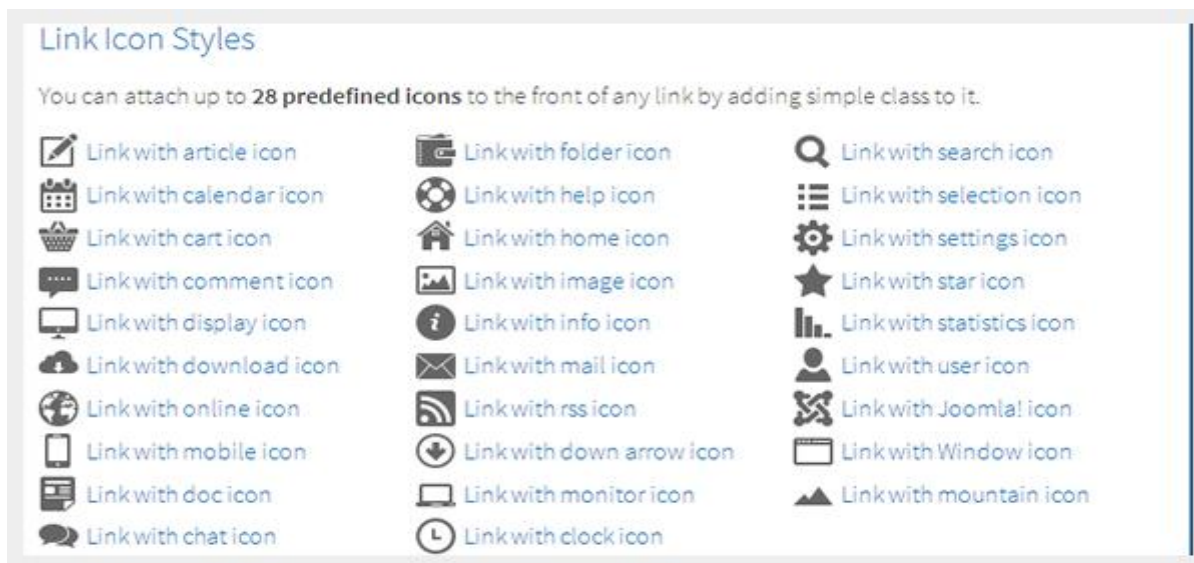 Link Icon Styles
You can attach up to 28 predefined icons to the front of any link by adding simple class to it.
Link with article icon
Link with calendar icon
Link with cart icon
Link with comment icon
Link with display icon
Link with download icon
Link with online icon
Link with mobile icon
Link with doc icon
Link with chat icon
Link with folder icon
Link with help icon
Link with home icon
Link with image icon
Link with info icon
Link with mail icon
Link with rss icon
Link with down arrow icon
Link with monitor icon
Link with clock icon
Link with search icon
Link with selection icon
Link with settings icon
Link with star icon
Link with statistics icon
Link with user icon
Link with Joomla! icon
Link with Window icon
Link with mountain icon